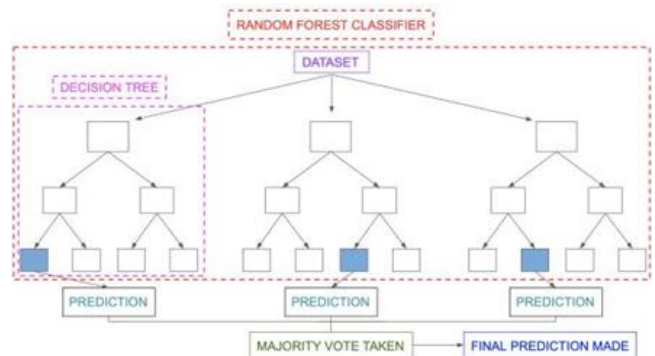 RANDOM FOREST CLASSIFIER
DATASET
DECISION TREE
PREDICTION
PREDICTION
PREDICTION
MAJORITY VOTE TAKEN
FINAL PREDICTION MADE